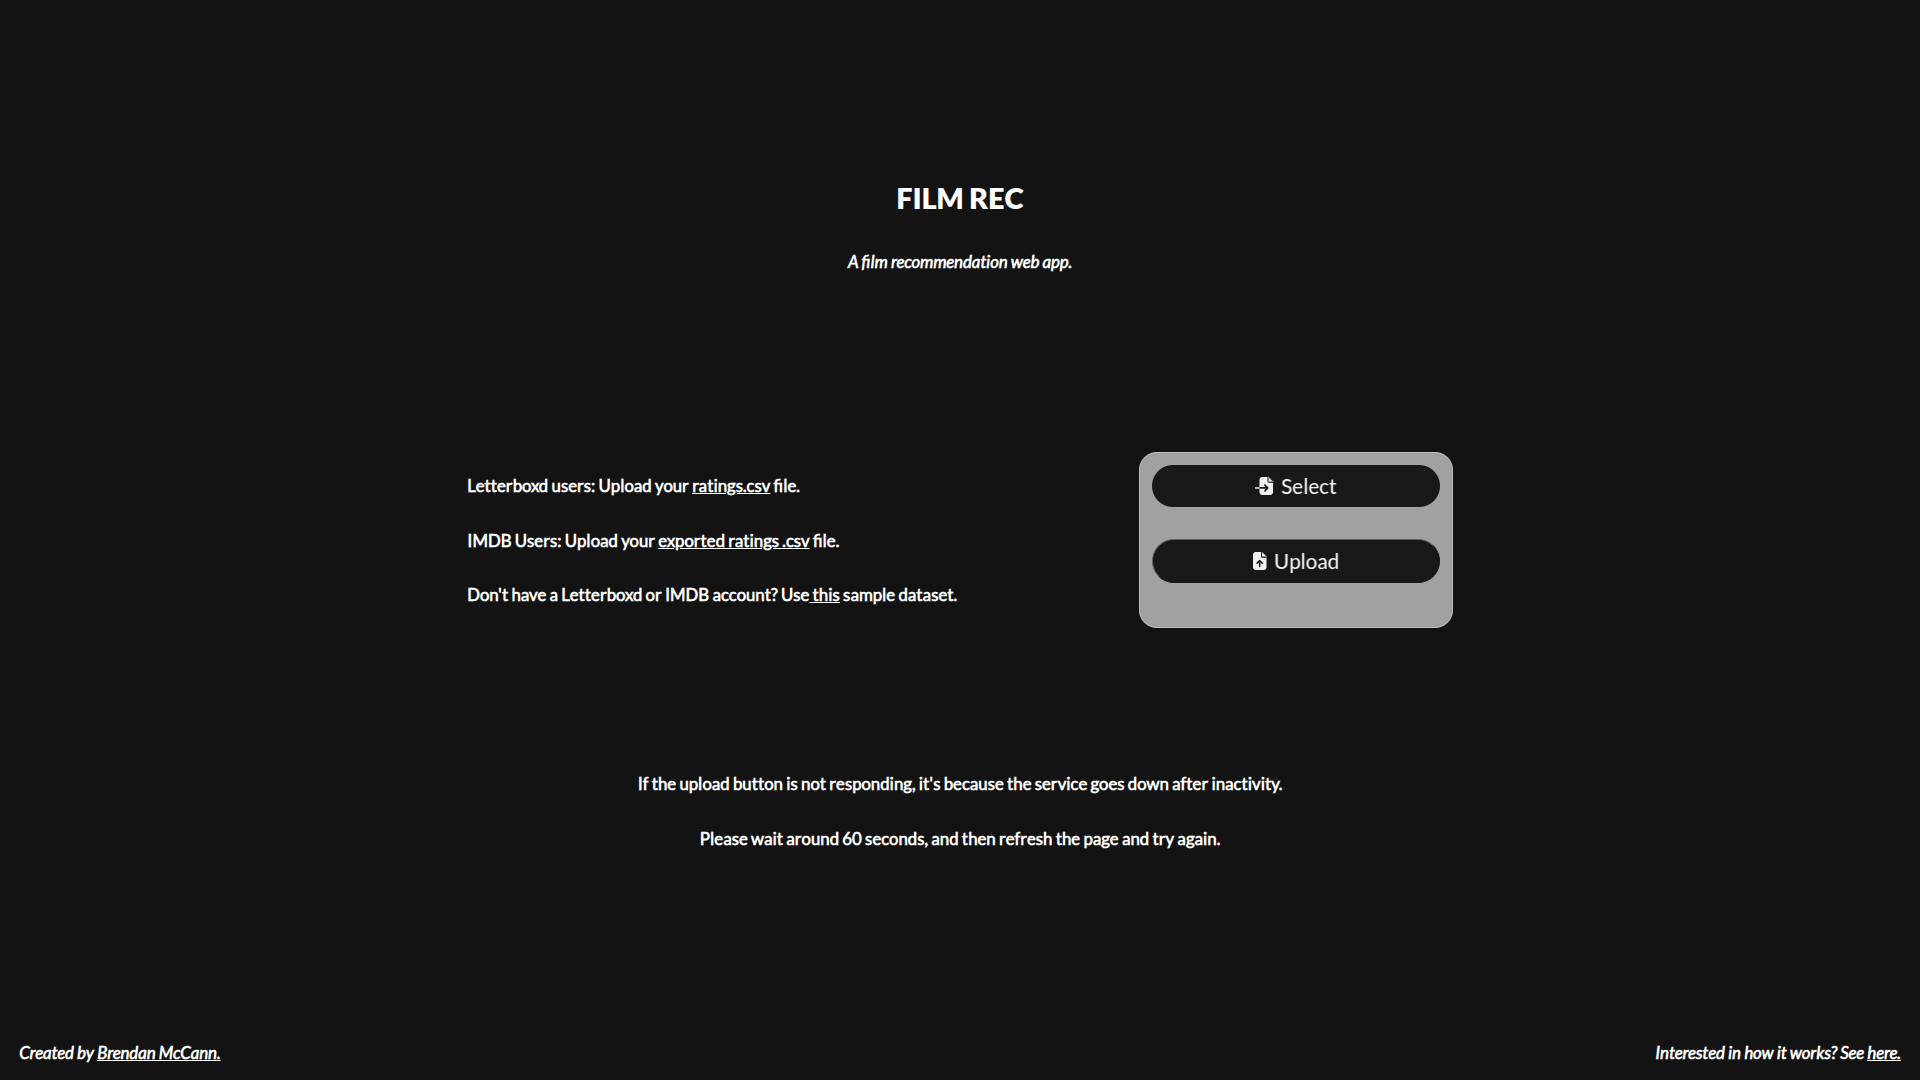 FILM REC
A film recommendation web app.
Letterboxd users: Upload your ratings.csv file.
IMDB Users: Upload your exported ratings .csv file.
Don't have a Letterboxd or IMDB account? Use this sample dataset.
Select
Upload
If the upload button is not responding, it's because the service goes down after inactivity.
Please wait around 60 seconds, and then refresh the page and try again.
Created by Brendan McCann.
Interested in how it works? See here.